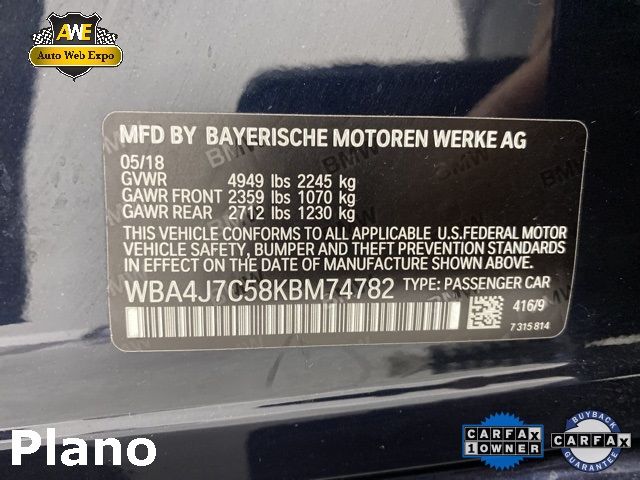 AWE
Auto Web Expo
MFD BY BAYERISCHE MOTOREN WERKE AG
05/18
GVWR 4949 lbs 2245 kg
GAWR FRONT 2359 lbs 1070 kg
GAWR REAR 2712 lbs 1230 kg
THIS VEHICLE CONFORMS TO ALL APPLICABLE U.S.FEDERAL MOTOR
VEHICLE SAFETY, BUMPER AND THEFT PREVENTION STANDARDS
IN EFFECT ON THE DATE OF MANUFACTURE SHOWN ABOVE.
WBA4J7C58KBM74782 TYPE: PASSENGER CAR
416/9
7 315 814
Plano
CARFAX
1 OWNER
BUYBACK
CARFAX
GUARANTEE